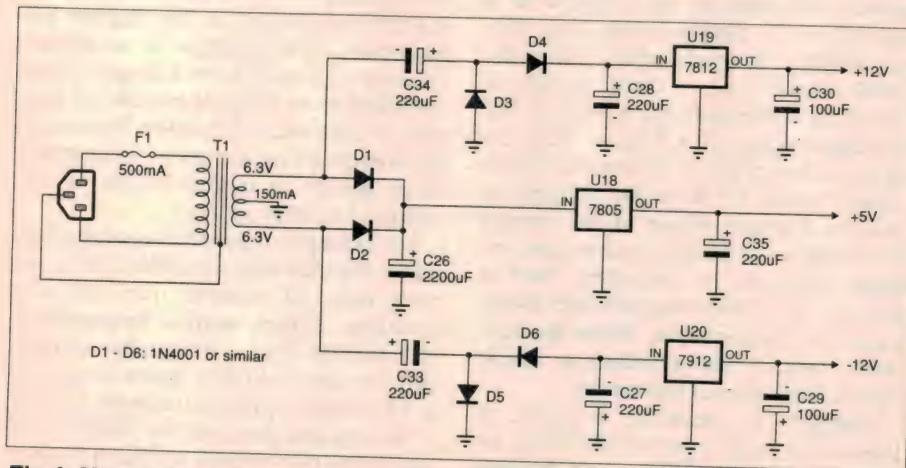 U19
D4
IN
7812
OUT
+12V
C34
220uF
D3
C28
220uF
C30
100uF
F1
T1
500mA
6.3V
D1
150mA
6.3V
D2
U18
IN
7805
OUT
+5V
C26
2200uF
C35
220uF
D1 - D6: 1N4001 or similar
D6
U20
IN
7912
OUT
-12V
C33
220uF
D5
C27
220uF
C29
100uF